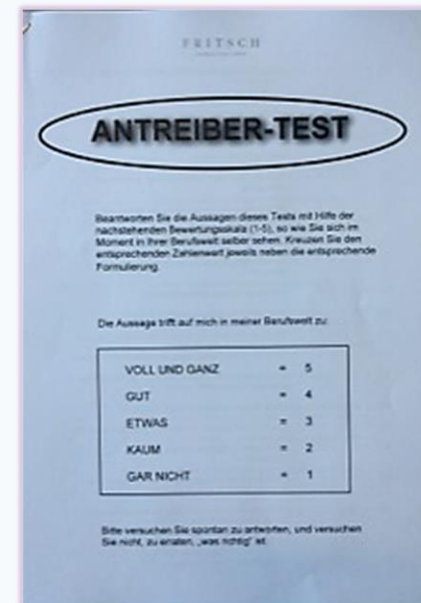 FRITSCH
ANTREIBER-TEST
Beantworten Sie die Aussagen dieses Tests mit Hilfe der
nachstehenden Bewertungsskala (1-5), so wie Sie sich im
Moment in Ihrer Berufswelt selber sehen. Kreuzen Sie den
entsprechenden Zahlenwert jeweils neben die entsprechende
Formulierung.
Die Aussage trifft auf mich in meiner Berufswelt zu:
VOLL UND GANZ = 5
GUT = 4
ETWAS = 3
KAUM = 2
GAR NICHT = 1
Bitte versuchen Sie spontan zu antworten, und versuchen
Sie nicht, zu erraten, „was richtig" ist.